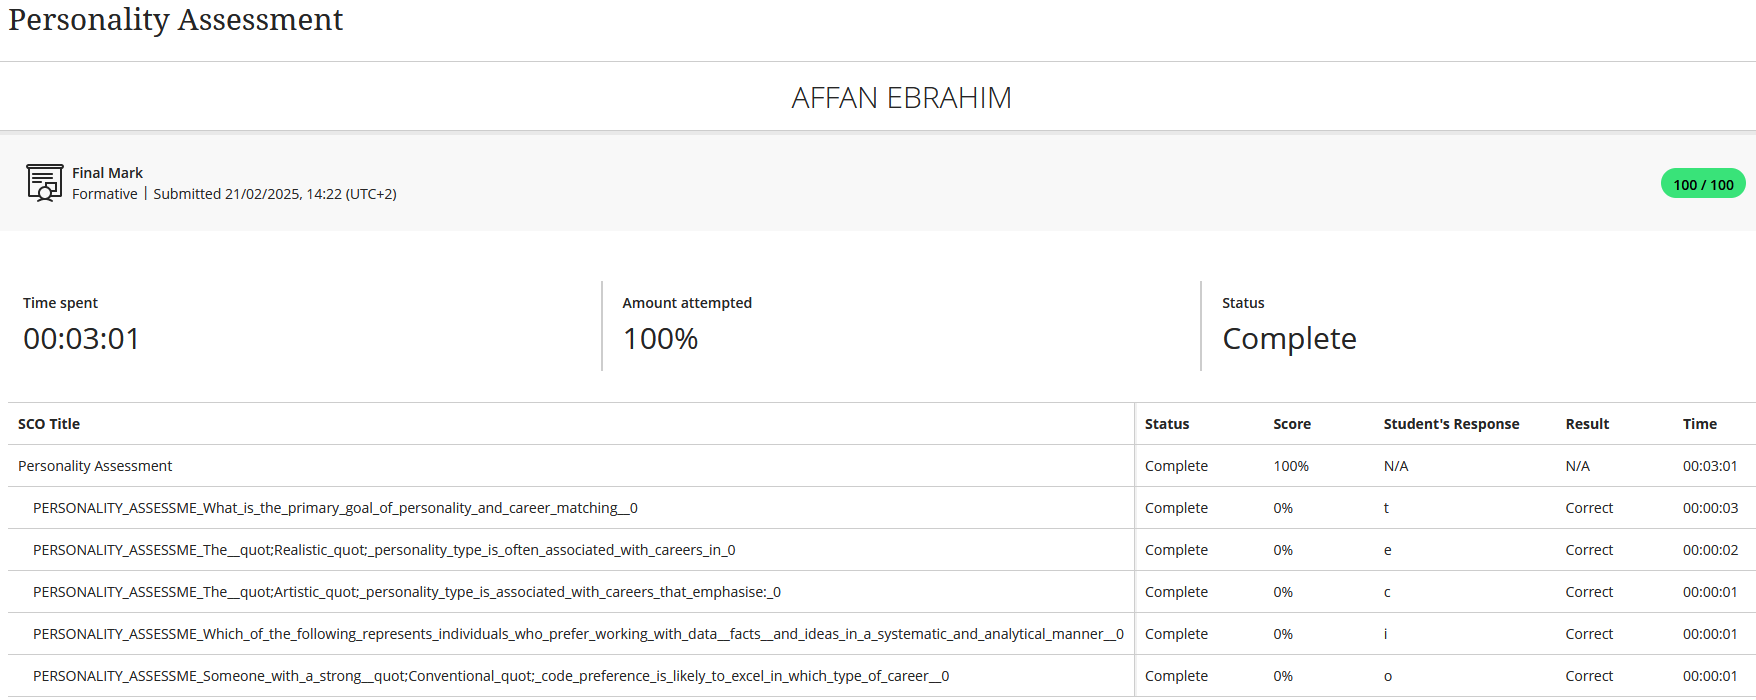 Personality Assessment
AFFAN EBRAHIM
Final Mark
Formative | Submitted 21/02/2025, 14:22 (UTC+2)
100 / 100
Time spent
00:03:01
Amount attempted
100%
Status
Complete
SCO Title Status Score Student's Response Result Time
Personality Assessment Complete 100% N/A N/A 00:03:01
PERSONALITY_ASSESSME_What_is_the_primary_goal_of_personality_and_career_matching__0 Complete 0% t Correct 00:00:03
PERSONALITY_ASSESSME_The__quot;Realistic_quot;_personality_type_is_often_associated_with_careers_in_0 Complete 0% e Correct 00:00:02
PERSONALITY_ASSESSME_The__quot;Artistic_quot;_personality_type_is_associated_with_careers_that_emphasise:_0 Complete 0% c Correct 00:00:01
PERSONALITY_ASSESSME_Which_of_the_following_represents_individuals_who_prefer_working_with_data__facts__and_ideas_in_a_systematic_and_analytical_manner__0 Complete 0% i Correct 00:00:01
PERSONALITY_ASSESSME_Someone_with_a_strong__quot;Conventional_quot;_code_preference_is_likely_to_excel_in_which_type_of_career__0 Complete 0% o Correct 00:00:01